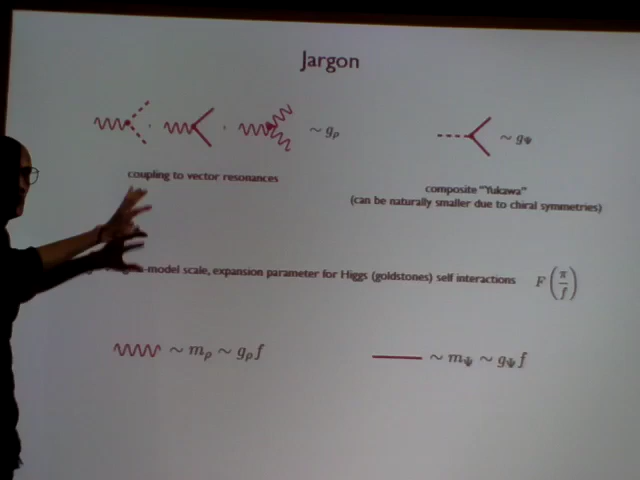 Jargon
, , ~ g_ρ
~ g_Ψ
coupling to vector resonances
composite "Yukawa"
(can be naturally smaller due to chiral symmetries)
-model scale, expansion parameter for Higgs (goldstones) self interactions F(π/f)
~ m_ρ ~ g_ρ f
~ m_Ψ ~ g_Ψ f